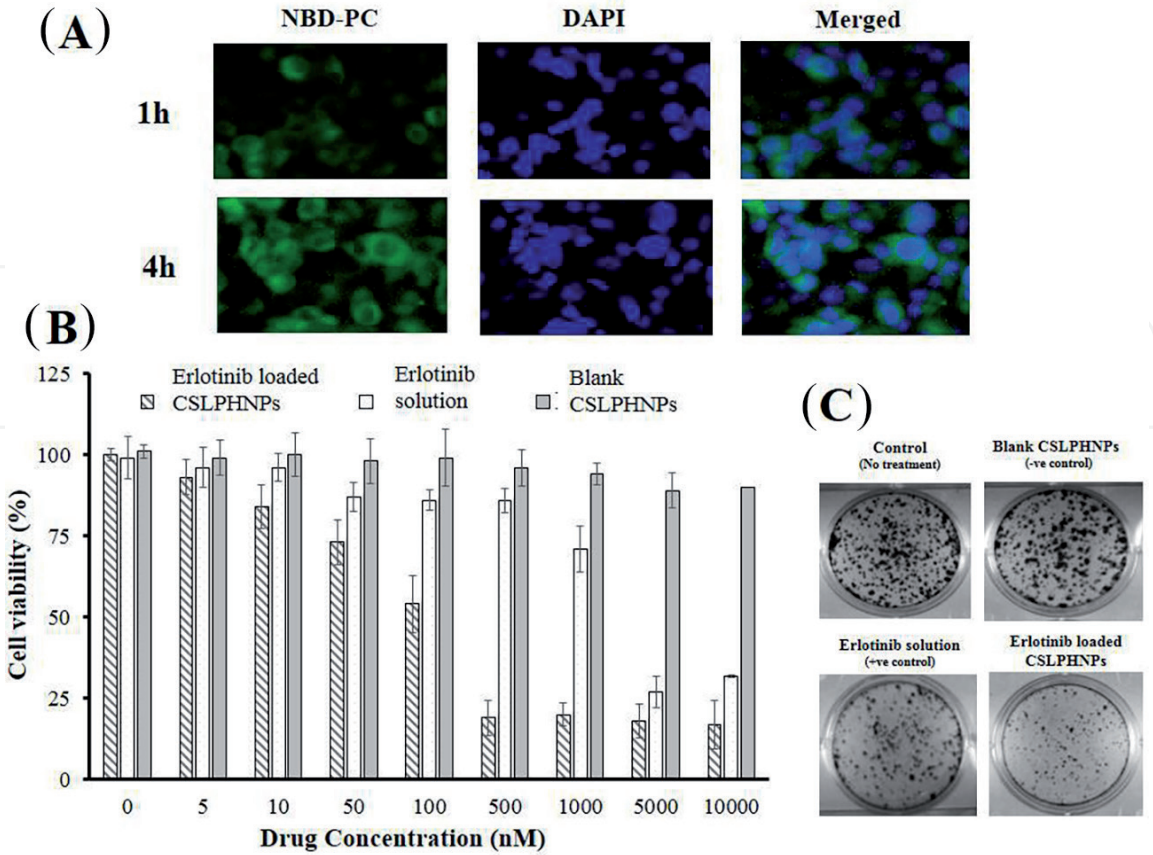 (A)
NBD-PC DAPI Merged
1h
4h
(B)
Erlotinib loaded CSLPHNPs
Erlotinib solution
Blank CSLPHNPs
125
100
75
50
25
0
Cell viability (%)
0 5 10 50 100 500 1000 5000 10000
Drug Concentration (nM)
(C)
Control
(No treatment)
Blank CSLPHNPs
(-ve control)
Erlotinib solution
(+ve control)
Erlotinib loaded
CSLPHNPs